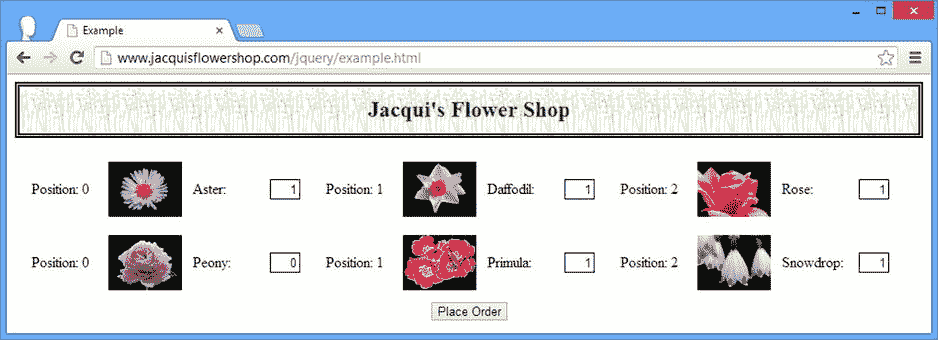 Example
www.jacquisflowershop.com/jquery/example.html
Jacqui's Flower Shop
Position: 0 Aster: 1 Position: 1 Daffodil: 1 Position: 2 Rose: 1
Position: 0 Peony: 0 Position: 1 Primula: 1 Position: 2 Snowdrop: 1
Place Order